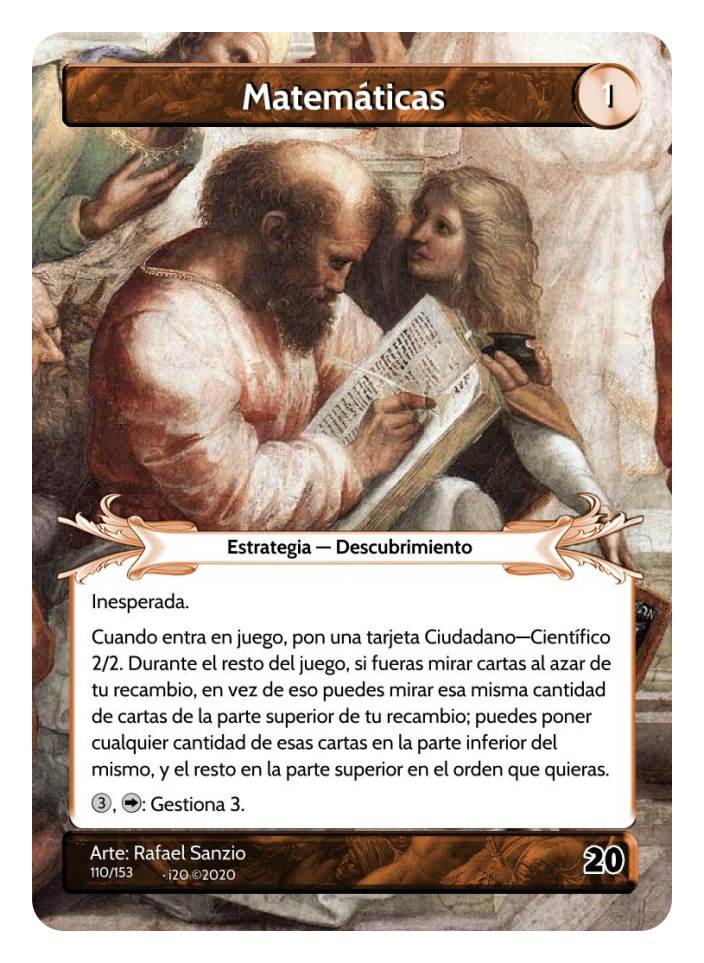 Matemáticas
1
Estrategia — Descubrimiento
Inesperada.
Cuando entra en juego, pon una tarjeta Ciudadano—Científico
2/2. Durante el resto del juego, si fueras mirar cartas al azar de
tu recambio, en vez de eso puedes mirar esa misma cantidad
de cartas de la parte superior de tu recambio; puedes poner
cualquier cantidad de esas cartas en la parte inferior del
mismo, y el resto en la parte superior en el orden que quieras.
3, ➡: Gestiona 3.
Arte: Rafael Sanzio
110/153 · i20 ©2020
20